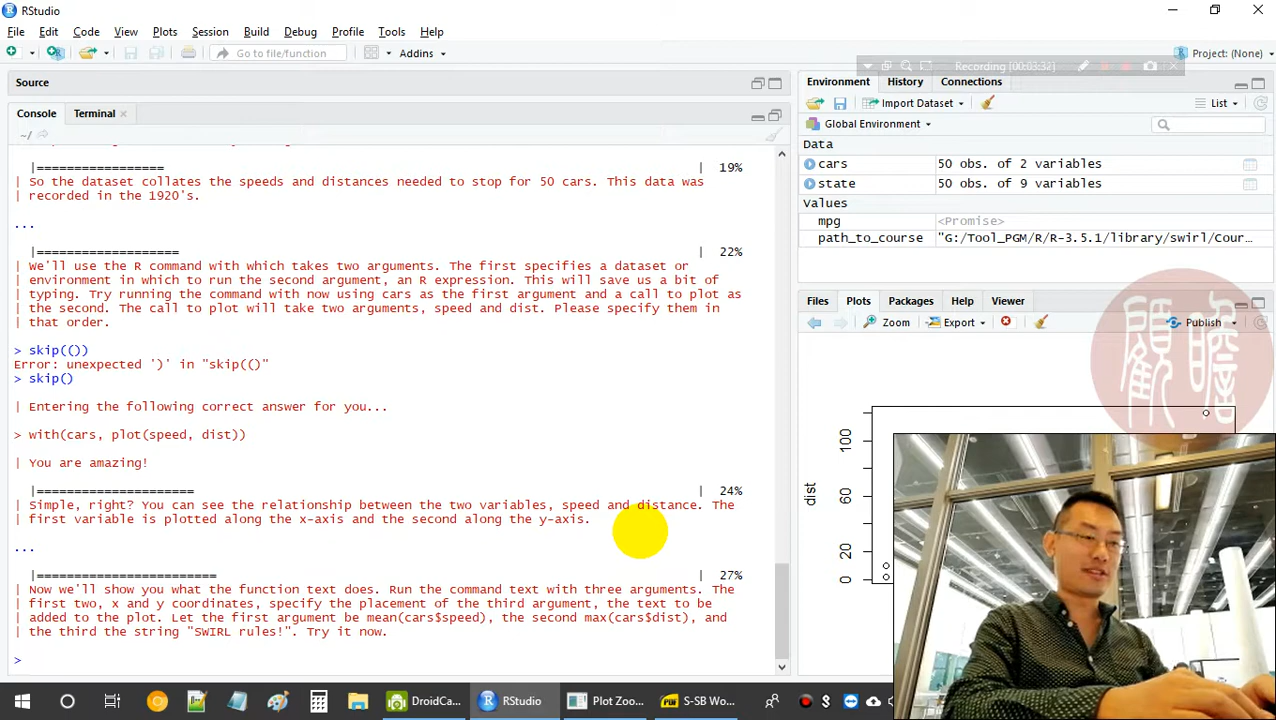 RStudio
File Edit Code View Plots Session Build Debug Profile Tools Help
Go to file/function Addins Project: (None)
Recording [00:03:32]
Source
Console Terminal
~/
|================= | 19%
| So the dataset collates the speeds and distances needed to stop for 50 cars. This data was
| recorded in the 1920's.
...
|=================== | 22%
| We'll use the R command with which takes two arguments. The first specifies a dataset or
| environment in which to run the second argument, an R expression. This will save us a bit of
| typing. Try running the command with now using cars as the first argument and a call to plot as
| the second. The call to plot will take two arguments, speed and dist. Please specify them in
| that order.
> skip(())
Error: unexpected ')' in "skip(()"
> skip()
| Entering the following correct answer for you...
> with(cars, plot(speed, dist))
| You are amazing!
|===================== | 24%
| Simple, right? You can see the relationship between the two variables, speed and distance. The
| first variable is plotted along the x-axis and the second along the y-axis.
...
|======================== | 27%
| Now we'll show you what the function text does. Run the command text with three arguments. The
| first two, x and y coordinates, specify the placement of the third argument, the text to be
| added to the plot. Let the first argument be mean(cars$speed), the second max(cars$dist), and
| the third the string "SWIRL rules!". Try it now.
>
Environment History Connections
Import Dataset List
Global Environment
Data
cars 50 obs. of 2 variables
state 50 obs. of 9 variables
Values
mpg <Promise>
path_to_course "G:/Tool_PGM/R/R-3.5.1/library/swirl/Cour…
Files Plots Packages Help Viewer
Zoom Export Publish
dist
100
60
20
0
DroidCa... RStudio Plot Zoo... S-SB Wo...